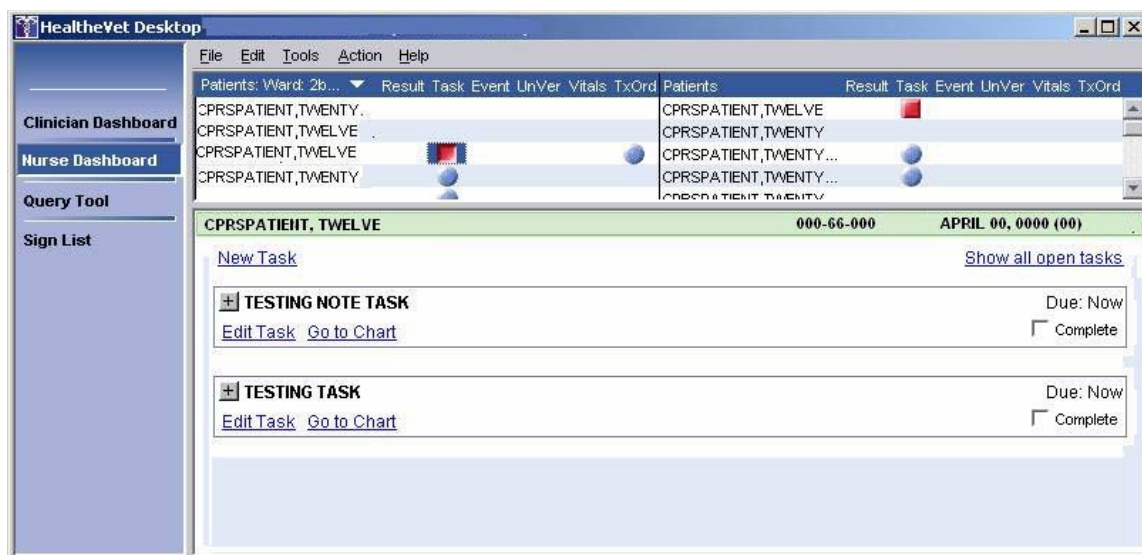 HealtheVet Desktop
File Edit Tools Action Help
Patients: Ward: 2b... Result Task Event UnVer Vitals TxOrd Patients Result Task Event UnVer Vitals TxOrd
CPRSPATIENT,TWENTY. CPRSPATIENT,TWELVE
CPRSPATIENT,TWELVE . CPRSPATIENT,TWENTY
CPRSPATIENT,TWELVE CPRSPATIENT,TWENTY...
CPRSPATIENT,TWENTY CPRSPATIENT,TWENTY...
CPRSPATIENT,TWENTY
Clinician Dashboard
Nurse Dashboard
Query Tool
Sign List
CPRSPATIENT, TWELVE 000-66-000 APRIL 00, 0000 (00)
New Task Show all open tasks
+ TESTING NOTE TASK Due: Now
Edit Task Go to Chart Complete
+ TESTING TASK Due: Now
Edit Task Go to Chart Complete